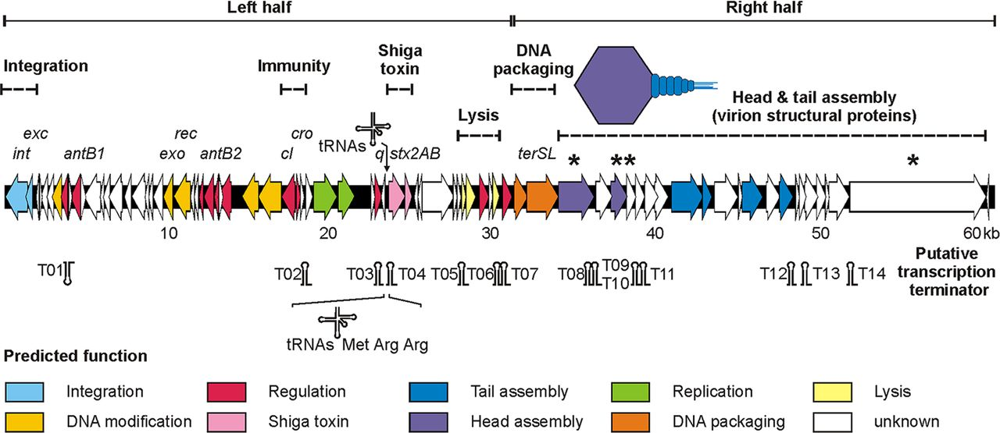 Left half
Right half
Integration
Immunity
Shiga
toxin
DNA
packaging
Lysis
Head & tail assembly
(virion structural proteins)
exc
int
antB1
rec
exo
antB2
cro
cI
tRNAs
q
stx2AB
terSL
*
**
*
10
20
30
40
50
60 kb
T01
T02
T03
T04
T05
T06
T07
T08
T09
T10
T11
T12
T13
T14
Putative
transcription
terminator
tRNAs Met Arg Arg
Predicted function
Integration
Regulation
Tail assembly
Replication
Lysis
DNA modification
Shiga toxin
Head assembly
DNA packaging
unknown